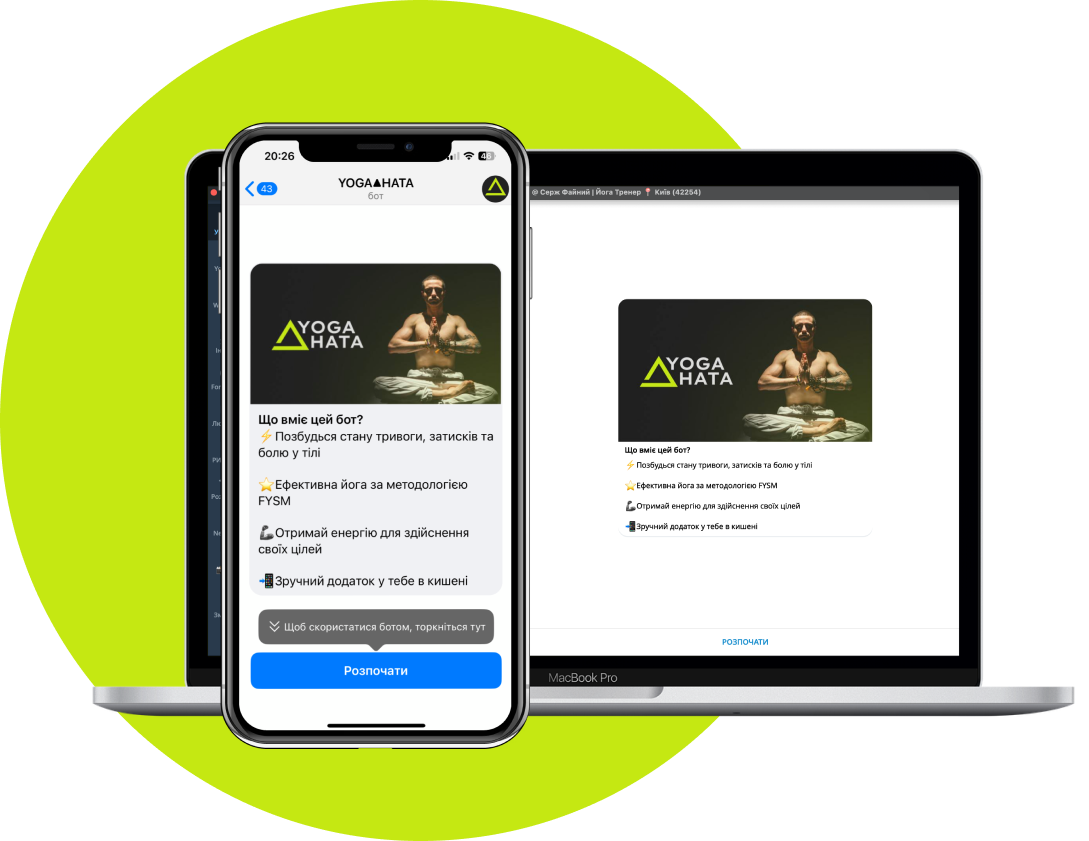 20:26
48
43
YOGA▲HATA
бот
YOGA
HATA
Що вміє цей бот?
⚡Позбудься стану тривоги, затисків та
болю у тілі
⭐Ефективна йога за методологією
FYSM
🦾Отримай енергію для здійснення
своїх цілей
📲Зручний додаток у тебе в кишені
Щоб скористатися ботом, торкніться тут
Розпочати
@ Серж Файний | Йога Тренер 📍 Київ (42254)
YOGA
HATA
Що вміє цей бот?
⚡Позбудься стану тривоги, затисків та болю у тілі
⭐Ефективна йога за методологією FYSM
🦾Отримай енергію для здійснення своїх цілей
📲Зручний додаток у тебе в кишені
РОЗПОЧАТИ
MacBook Pro